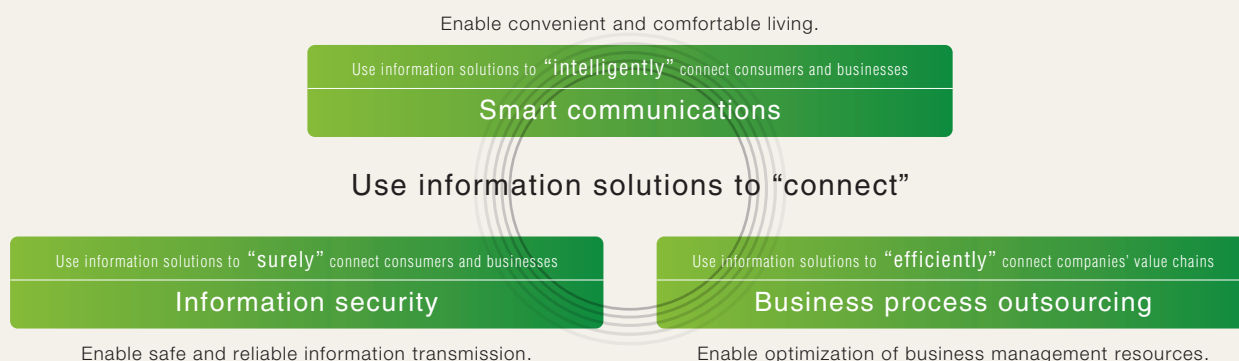 Enable convenient and comfortable living.
Use information solutions to “intelligently” connect consumers and businesses
Smart communications
Use information solutions to “connect”
Use information solutions to “surely” connect consumers and businesses
Information security
Enable safe and reliable information transmission.
Use information solutions to “efficiently” connect companies’ value chains
Business process outsourcing
Enable optimization of business management resources.